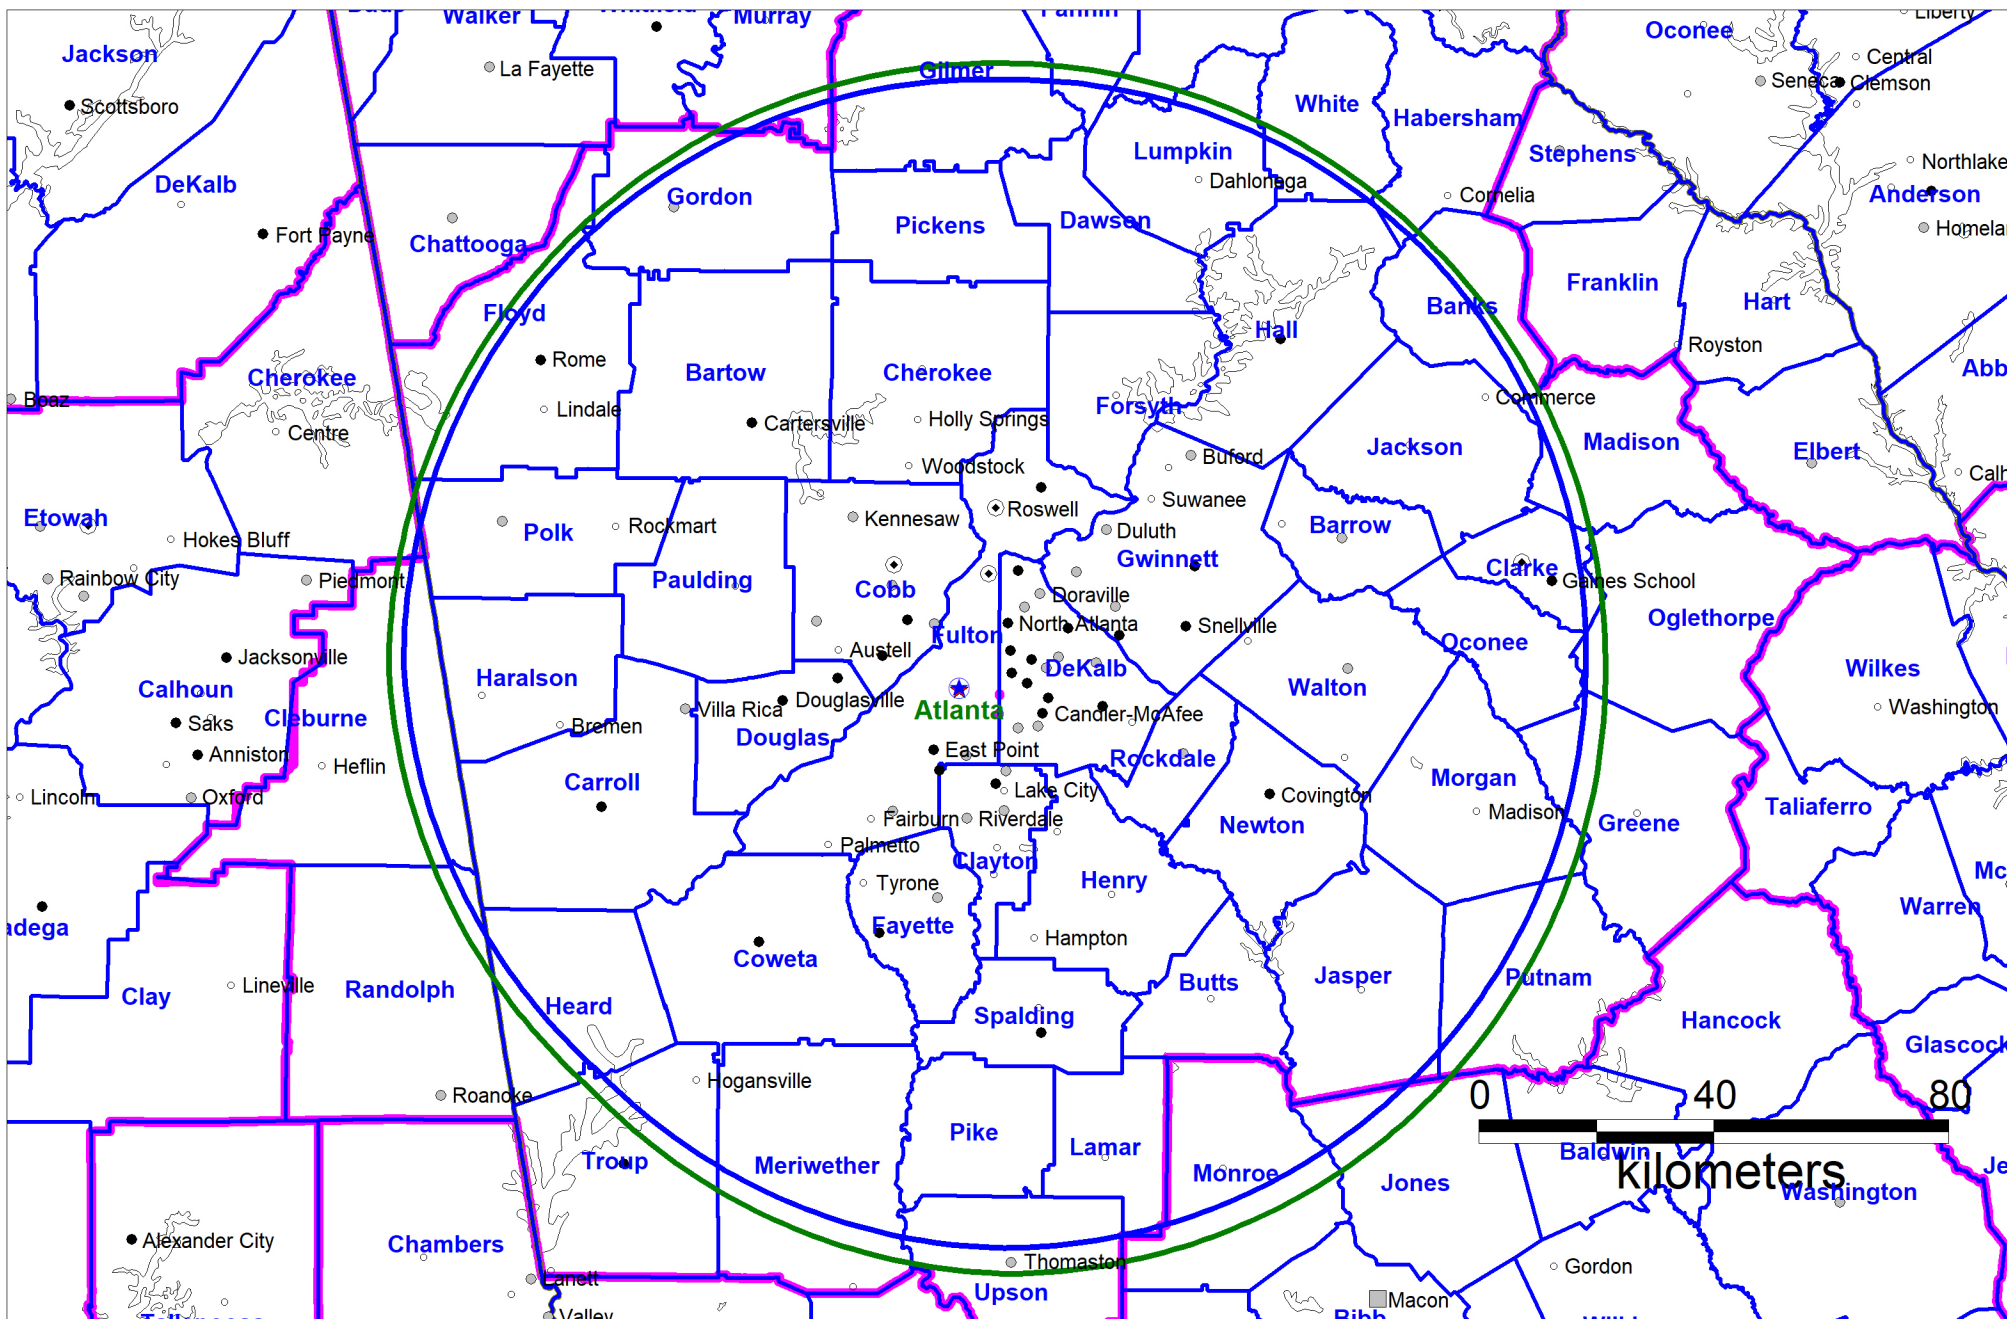 Walker
Murray
Liberty
Jackson
Oconee
Central
La Fayette
Gilmer
Seneca
Clemson
Scottsboro
White
Habersham
Lumpkin
Stephens
Northlake
DeKalb
Gordon
Dahlonega
Cornelia
Anderson
Fort Payne
Chattooga
Pickens
Dawson
Franklin
Hart
Floyd
Banks
Hall
Royston
Rome
Cherokee
Bartow
Cherokee
Abb
Boaz
Lindale
Forsyth
Commerce
Centre
Cartersville
Holly Springs
Jackson
Madison
Elbert
Woodstock
Buford
Calh
Etowah
Roswell
Suwanee
Kennesaw
Polk
Rockmart
Duluth
Barrow
Hokes Bluff
Gwinnett
Clarke
Rainbow City
Piedmont
Paulding
Cobb
Doraville
Gaines School
Oglethorpe
North Atlanta
Snellville
Fulton
Oconee
Austell
Jacksonville
DeKalb
Wilkes
Calhoun
Haralson
Walton
Villa Rica
Douglasville
Atlanta
Candler-McAfee
Washington
Saks
Cleburne
Bremen
Douglas
East Point
Rockdale
Anniston
Heflin
Carroll
Morgan
Lincoln
Oxford
Lake City
Covington
Madison
Taliaferro
Fairburn
Riverdale
Newton
Greene
Palmetto
Clayton
Tyrone
Henry
Mc
Warren
adega
Fayette
Hampton
Coweta
Lineville
Clay
Randolph
Heard
Butts
Jasper
Putnam
Spalding
Hancock
Glascock
Hogansville
Roanoke
0 40 80
kilometers
Pike
Lamar
Baldwin
Troup
Meriwether
Monroe
Jones
Washington
Je
Alexander City
Chambers
Thomaston
Gordon
Lanett
Upson
Macon
Valley
Bibb